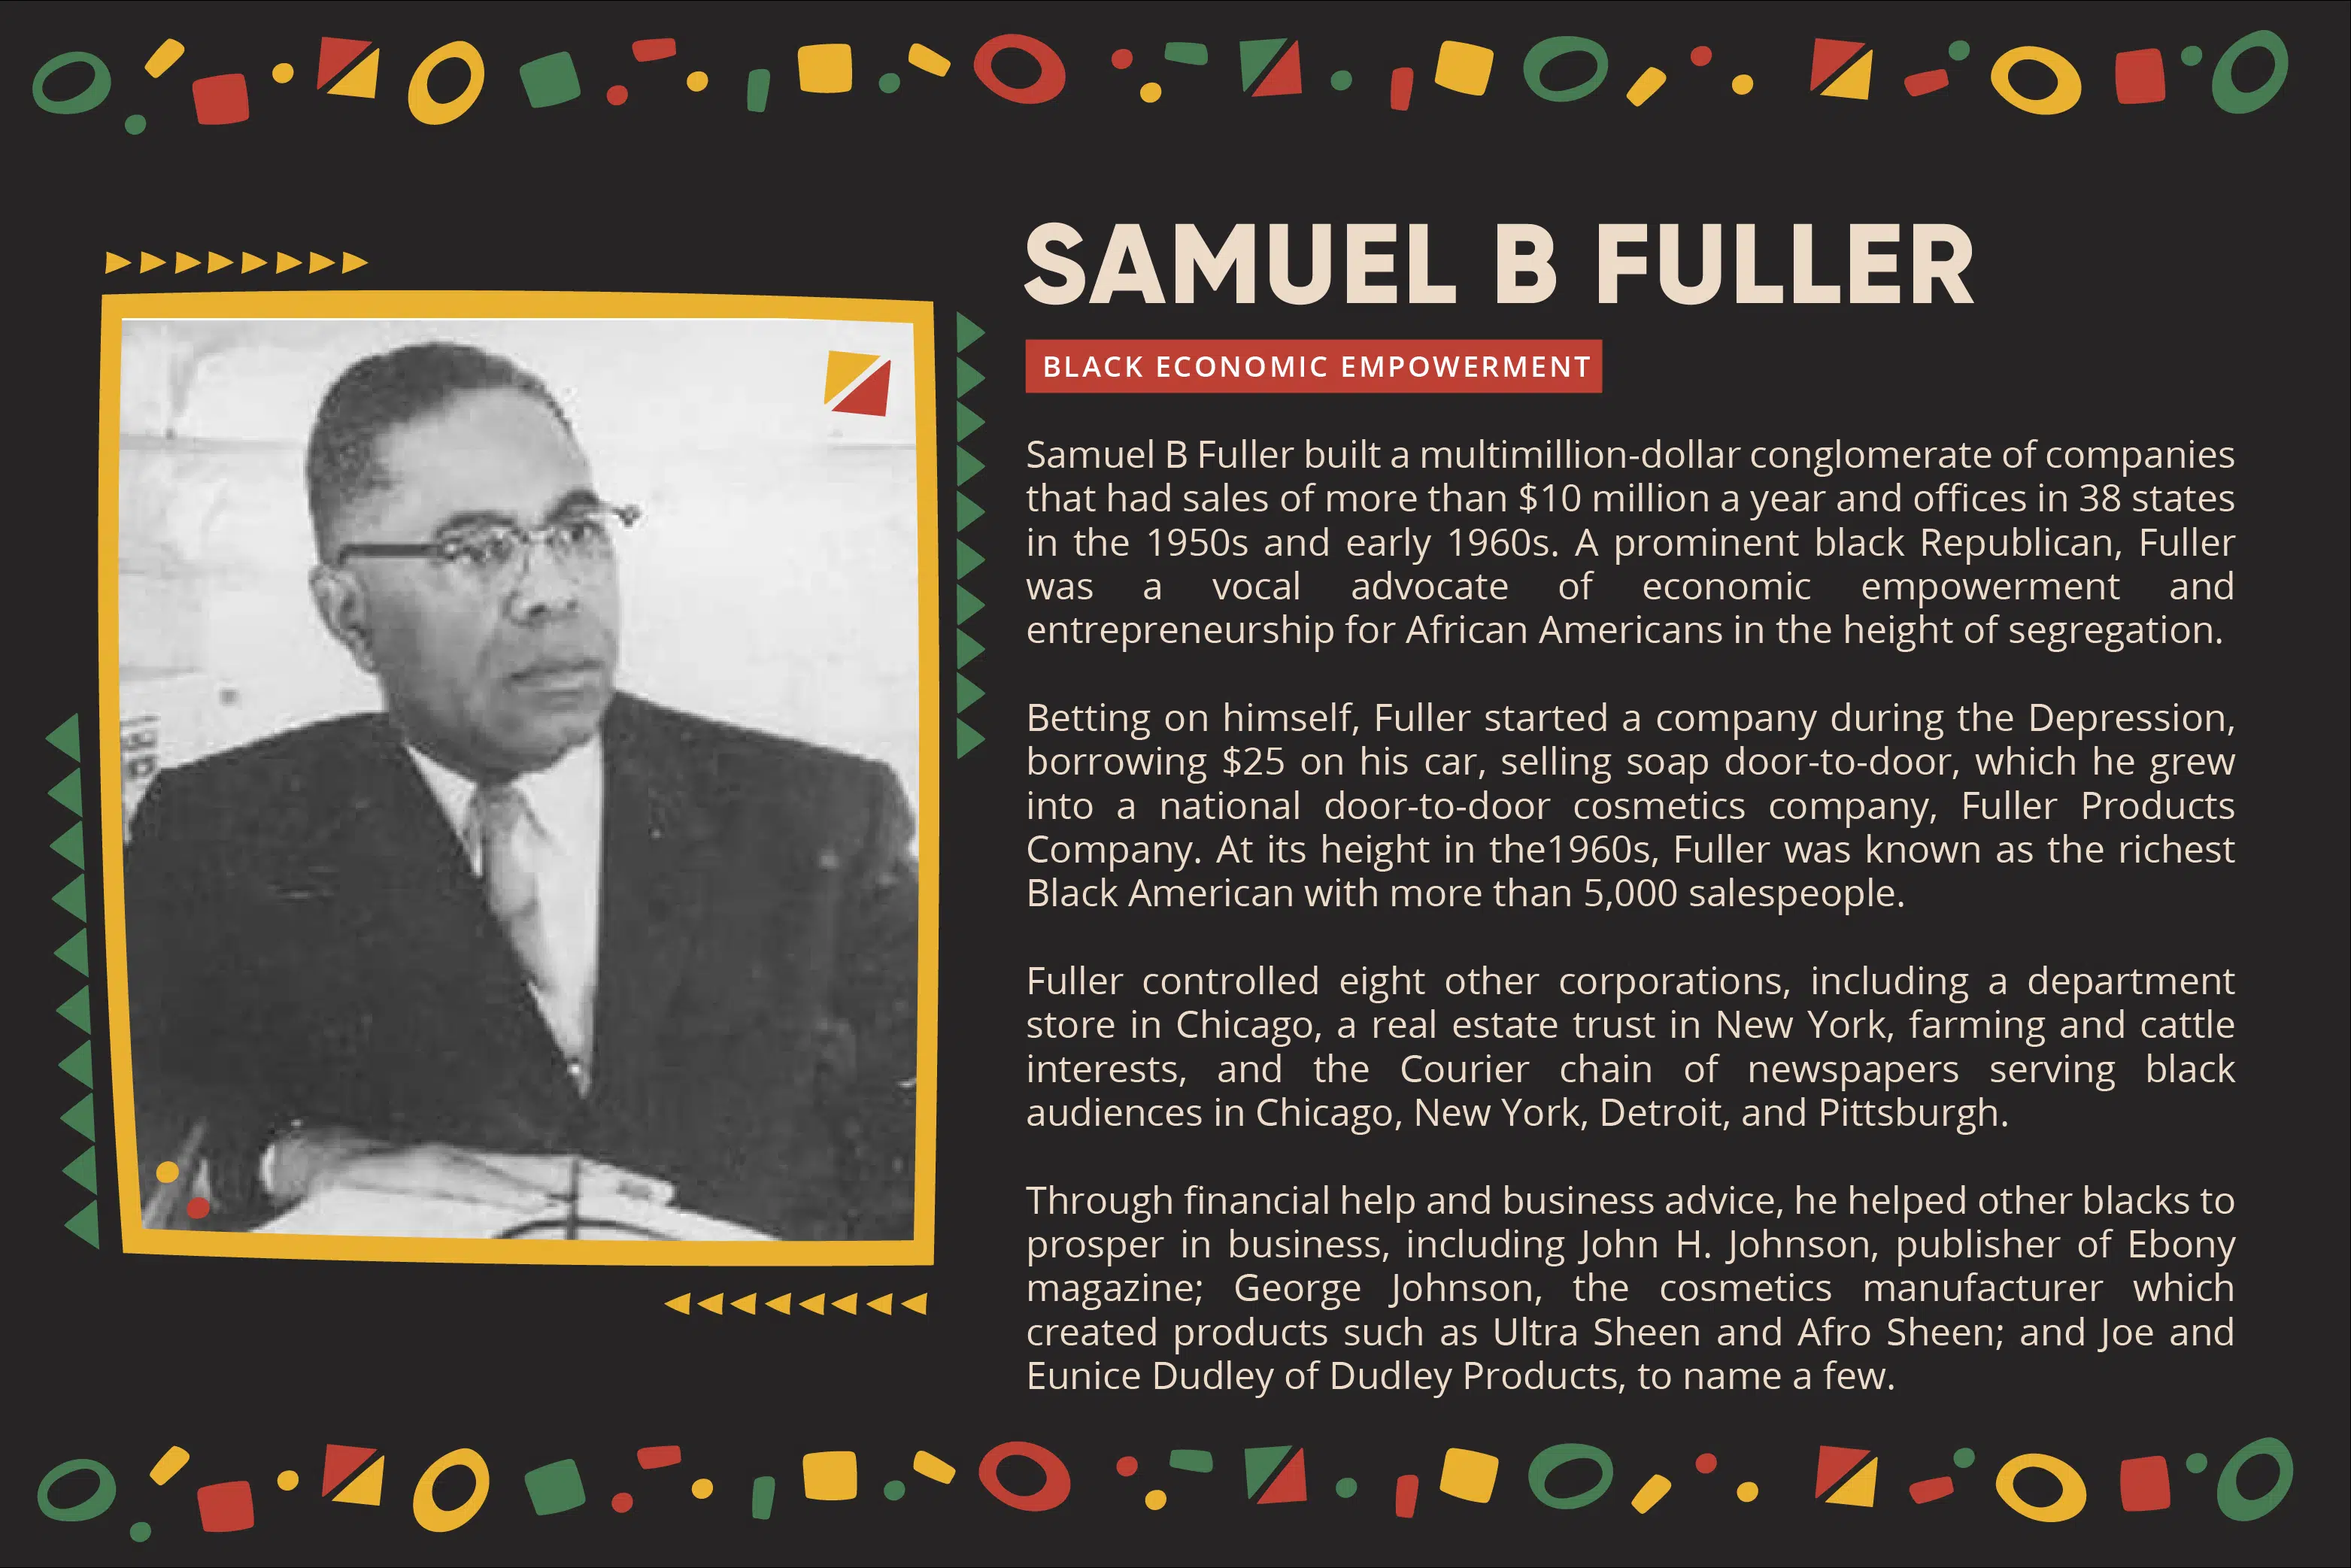 SAMUEL B FULLER
BLACK ECONOMIC EMPOWERMENT
Samuel B Fuller built a multimillion-dollar conglomerate of companies
that had sales of more than $10 million a year and offices in 38 states
in the 1950s and early 1960s. A prominent black Republican, Fuller
was a vocal advocate of economic empowerment and
entrepreneurship for African Americans in the height of segregation.
Betting on himself, Fuller started a company during the Depression,
borrowing $25 on his car, selling soap door-to-door, which he grew
into a national door-to-door cosmetics company, Fuller Products
Company. At its height in the1960s, Fuller was known as the richest
Black American with more than 5,000 salespeople.
Fuller controlled eight other corporations, including a department
store in Chicago, a real estate trust in New York, farming and cattle
interests, and the Courier chain of newspapers serving black
audiences in Chicago, New York, Detroit, and Pittsburgh.
Through financial help and business advice, he helped other blacks to
prosper in business, including John H. Johnson, publisher of Ebony
magazine; George Johnson, the cosmetics manufacturer which
created products such as Ultra Sheen and Afro Sheen; and Joe and
Eunice Dudley of Dudley Products, to name a few.